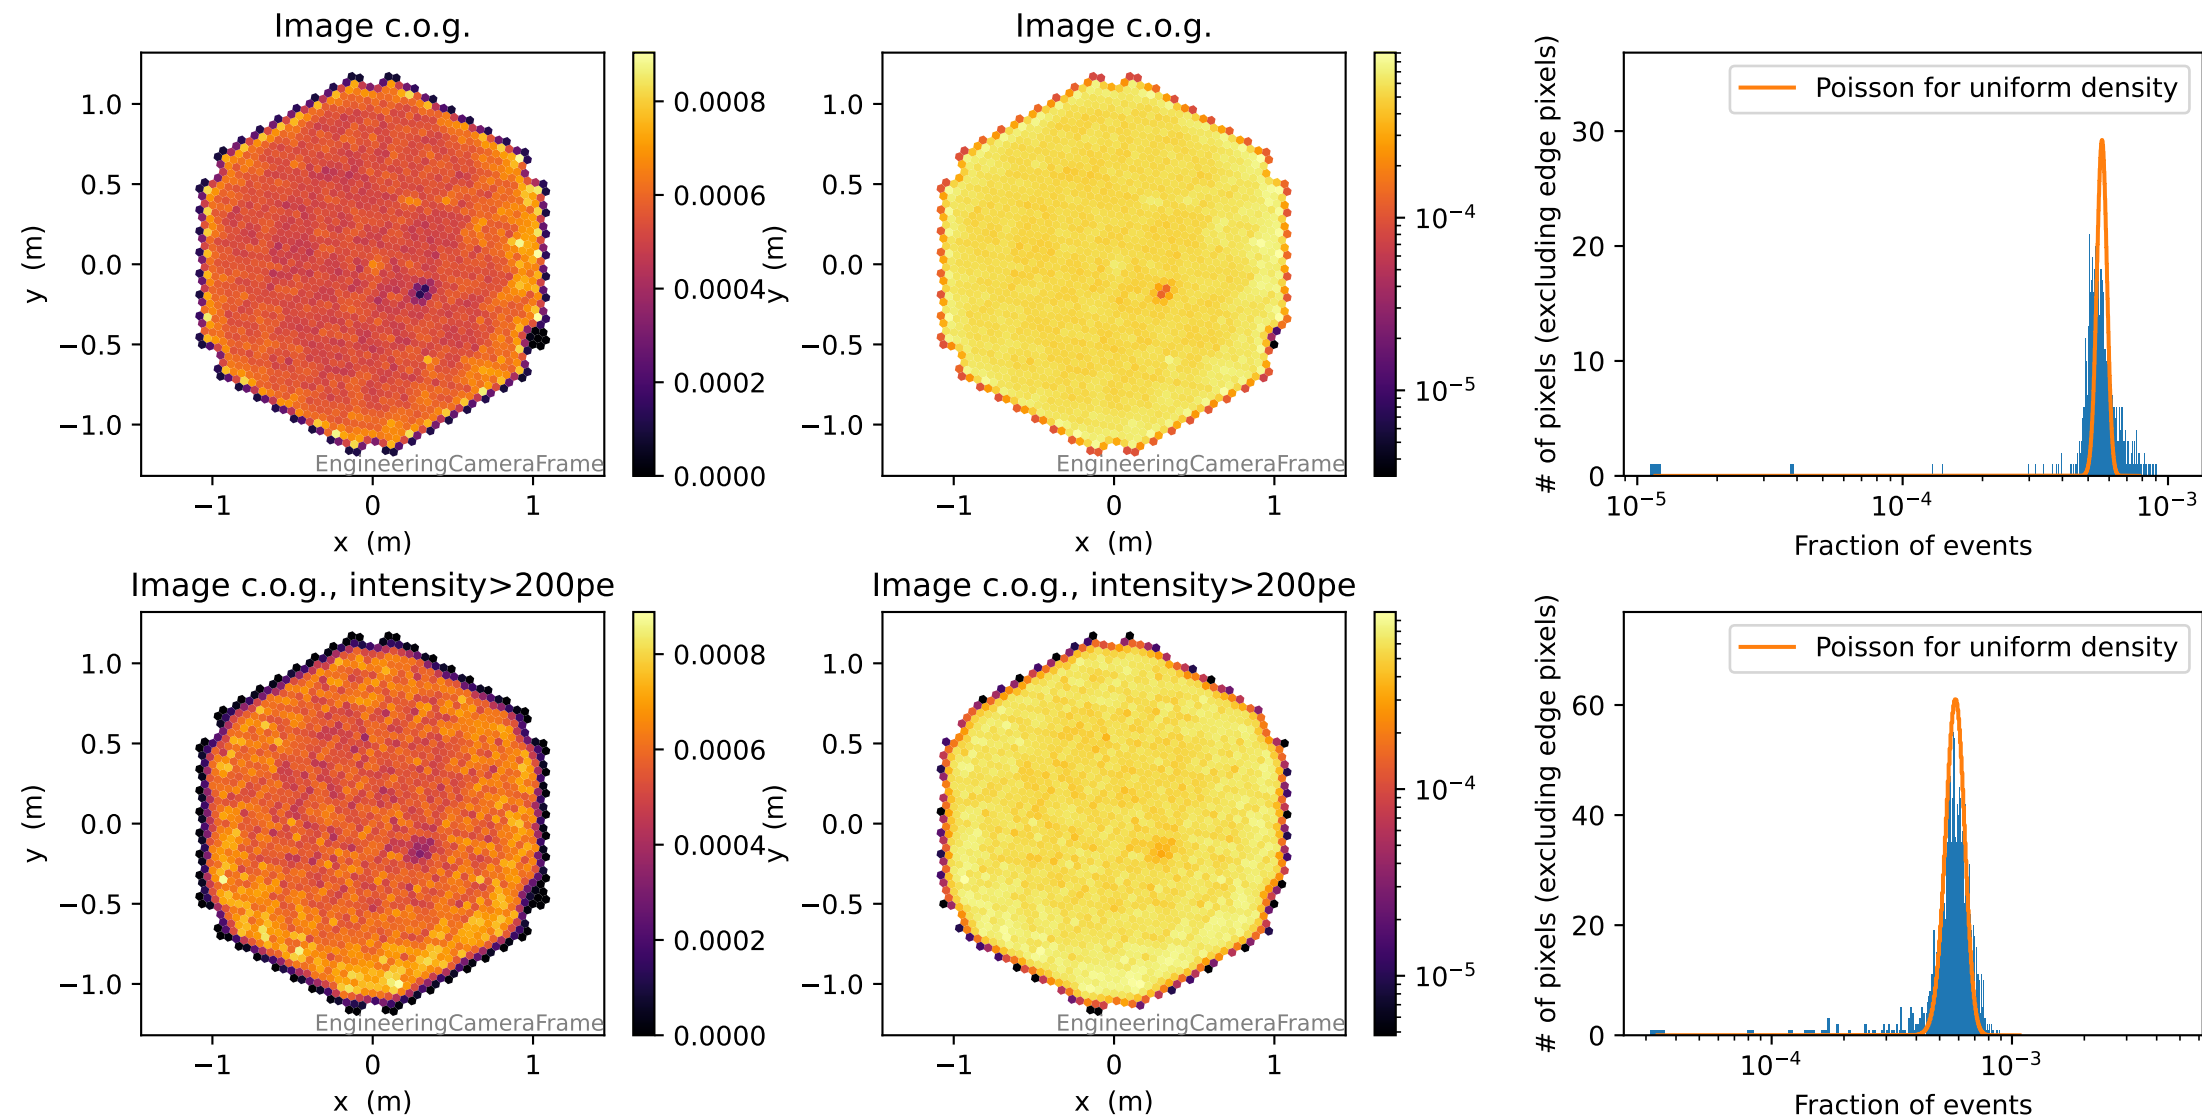 Image c.o.g.
1.0
0.5
0.0
−0.5
−1.0
y (m)
−1
0
1
x (m)
EngineeringCameraFrame
0.0008
0.0006
0.0004
0.0002
0.0000
Image c.o.g.
1.0
0.5
0.0
−0.5
−1.0
y (m)
−1
0
1
x (m)
EngineeringCameraFrame
10⁻⁴
10⁻⁵
Poisson for uniform density
# of pixels (excluding edge pixels)
30
20
10
0
10⁻⁵
10⁻⁴
10⁻³
Fraction of events
Image c.o.g., intensity>200pe
1.0
0.5
0.0
−0.5
−1.0
y (m)
−1
0
1
x (m)
EngineeringCameraFrame
0.0008
0.0006
0.0004
0.0002
0.0000
Image c.o.g., intensity>200pe
1.0
0.5
0.0
−0.5
−1.0
y (m)
−1
0
1
x (m)
EngineeringCameraFrame
10⁻⁴
10⁻⁵
Poisson for uniform density
# of pixels (excluding edge pixels)
60
40
20
0
10⁻⁴
10⁻³
Fraction of events